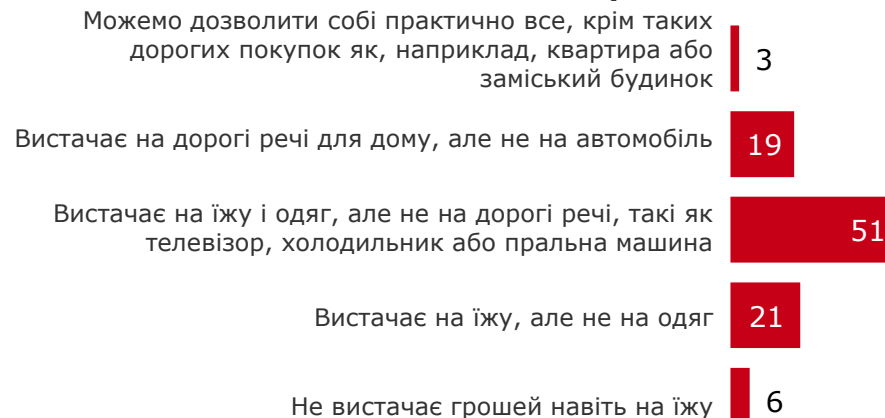 Можемо дозволити собі практично все, крім таких
дорогих покупок як, наприклад, квартира або
заміський будинок
3
Вистачає на дорогі речі для дому, але не на автомобіль
19
Вистачає на їжу і одяг, але не на дорогі речі, такі як
телевізор, холодильник або пральна машина
51
Вистачає на їжу, але не на одяг
21
Не вистачає грошей навіть на їжу
6